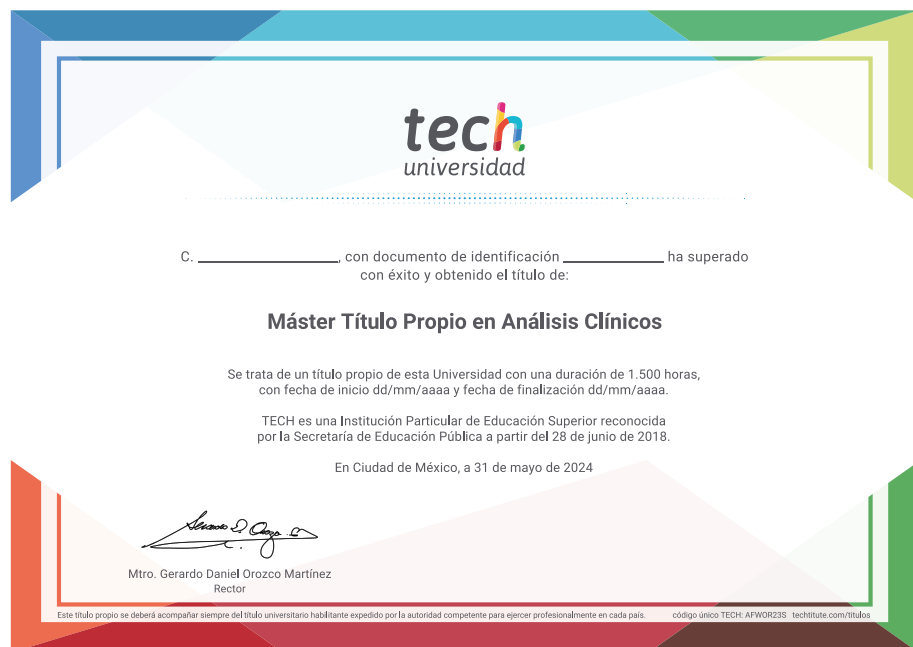 tech
universidad
C. ____________, con documento de identificación ____________ ha superado
con éxito y obtenido el título de:
Máster Título Propio en Análisis Clínicos
Se trata de un título propio de esta Universidad con una duración de 1.500 horas,
con fecha de inicio dd/mm/aaaa y fecha de finalización dd/mm/aaaa.
TECH es una Institución Particular de Educación Superior reconocida
por la Secretaría de Educación Pública a partir del 28 de junio de 2018.
En Ciudad de México, a 31 de mayo de 2024
Mtro. Gerardo Daniel Orozco Martínez
Rector
Este título propio se deberá acompañar siempre del título universitario habilitante expedido por la autoridad competente para ejercer profesionalmente en cada país. código único TECH: AFWOR23S techtitute.com/titulos